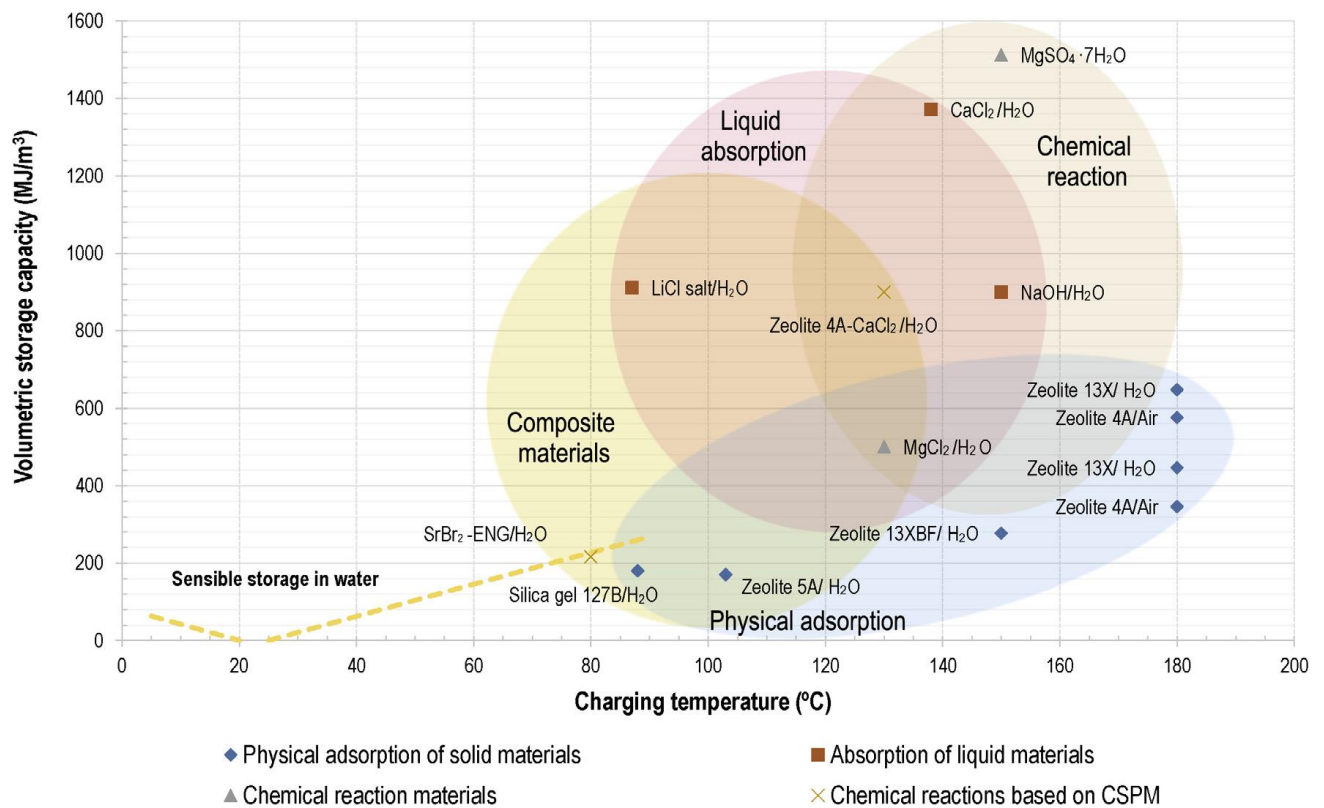 1600
1400
1200
1000
800
600
400
200
0
Volumetric storage capacity (MJ/m³)
MgSO₄ ·7H₂O
CaCl₂/H₂O
Liquid
absorption
Chemical
reaction
LiCl salt/H₂O
NaOH/H₂O
Zeolite 4A-CaCl₂/H₂O
Zeolite 13X/ H₂O
Zeolite 4A/Air
Composite
materials
MgCl₂/H₂O
Zeolite 13X/ H₂O
Zeolite 4A/Air
SrBr₂ -ENG/H₂O
Zeolite 13XBF/ H₂O
Sensible storage in water
Silica gel 127B/H₂O
Zeolite 5A/ H₂O
Physical adsorption
0 20 40 60 80 100 120 140 160 180 200
Charging temperature (ºC)
Physical adsorption of solid materials
Absorption of liquid materials
Chemical reaction materials
Chemical reactions based on CSPM